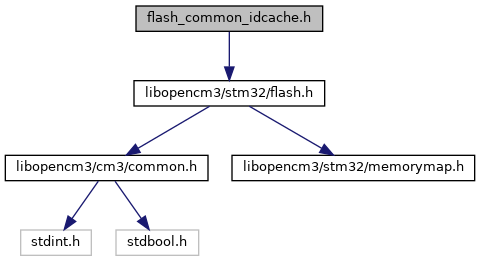 flash_common_idcache.h
libopencm3/stm32/flash.h
libopencm3/cm3/common.h
libopencm3/stm32/memorymap.h
stdint.h
stdbool.h